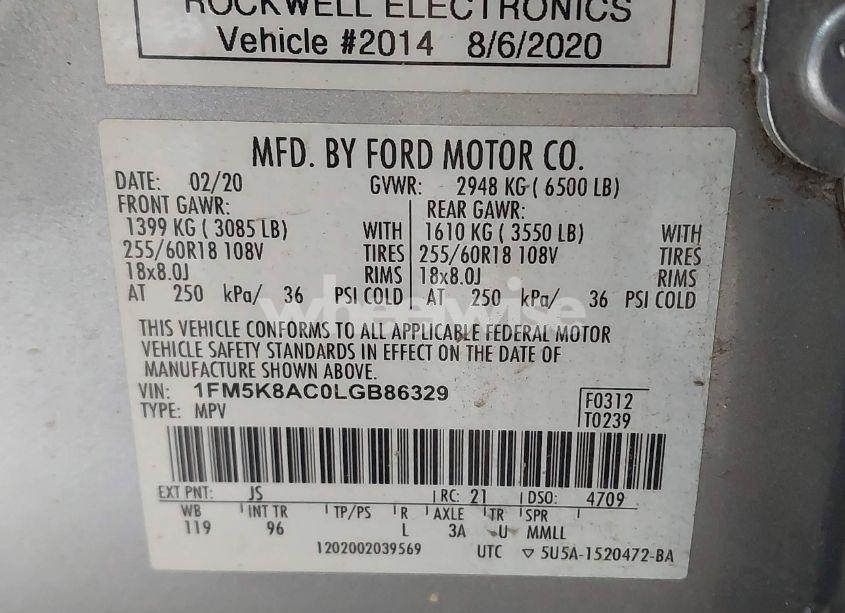 ROCKWELL ELECTRONICS
Vehicle #2014 8/6/2020
MFD. BY FORD MOTOR CO.
DATE: 02/20 GVWR: 2948 KG ( 6500 LB)
FRONT GAWR: REAR GAWR:
1399 KG ( 3085 LB) WITH 1610 KG ( 3550 LB) WITH
255/60R18 108V TIRES 255/60R18 108V TIRES
18x8.0J RIMS 18x8.0J RIMS
AT 250 kPa/ 36 PSI COLD AT 250 kPa/ 36 PSI COLD
wheelwise
THIS VEHICLE CONFORMS TO ALL APPLICABLE FEDERAL MOTOR
VEHICLE SAFETY STANDARDS IN EFFECT ON THE DATE OF
MANUFACTURE SHOWN ABOVE.
VIN: 1FM5K8AC0LGB86329
TYPE: MPV
F0312
T0239
EXT PNT: JS RC: 21 DSO: 4709
WB INT TR TP/PS R AXLE TR SPR
119 96 L 3A U MMLL
1202002039569 UTC ▽ 5U5A-1520472-BA